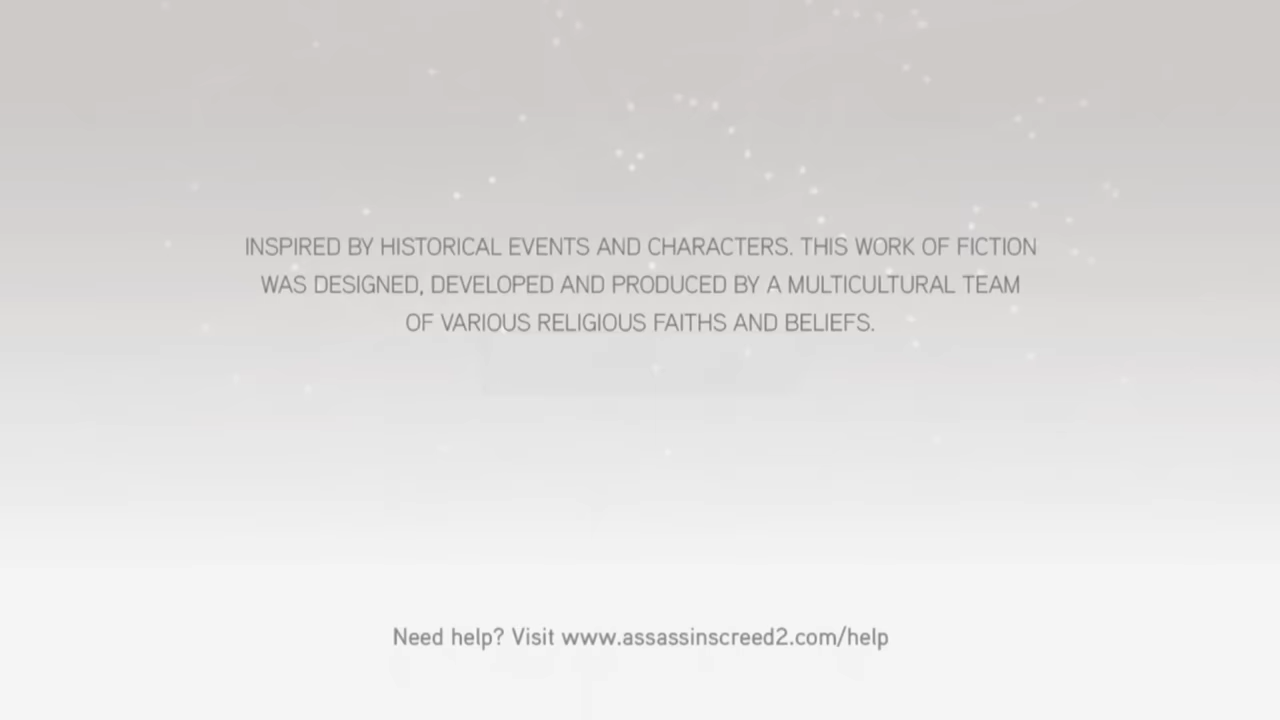 INSPIRED BY HISTORICAL EVENTS AND CHARACTERS. THIS WORK OF FICTION
WAS DESIGNED, DEVELOPED AND PRODUCED BY A MULTICULTURAL TEAM
OF VARIOUS RELIGIOUS FAITHS AND BELIEFS.
Need help? Visit www.assassinscreed2.com/help